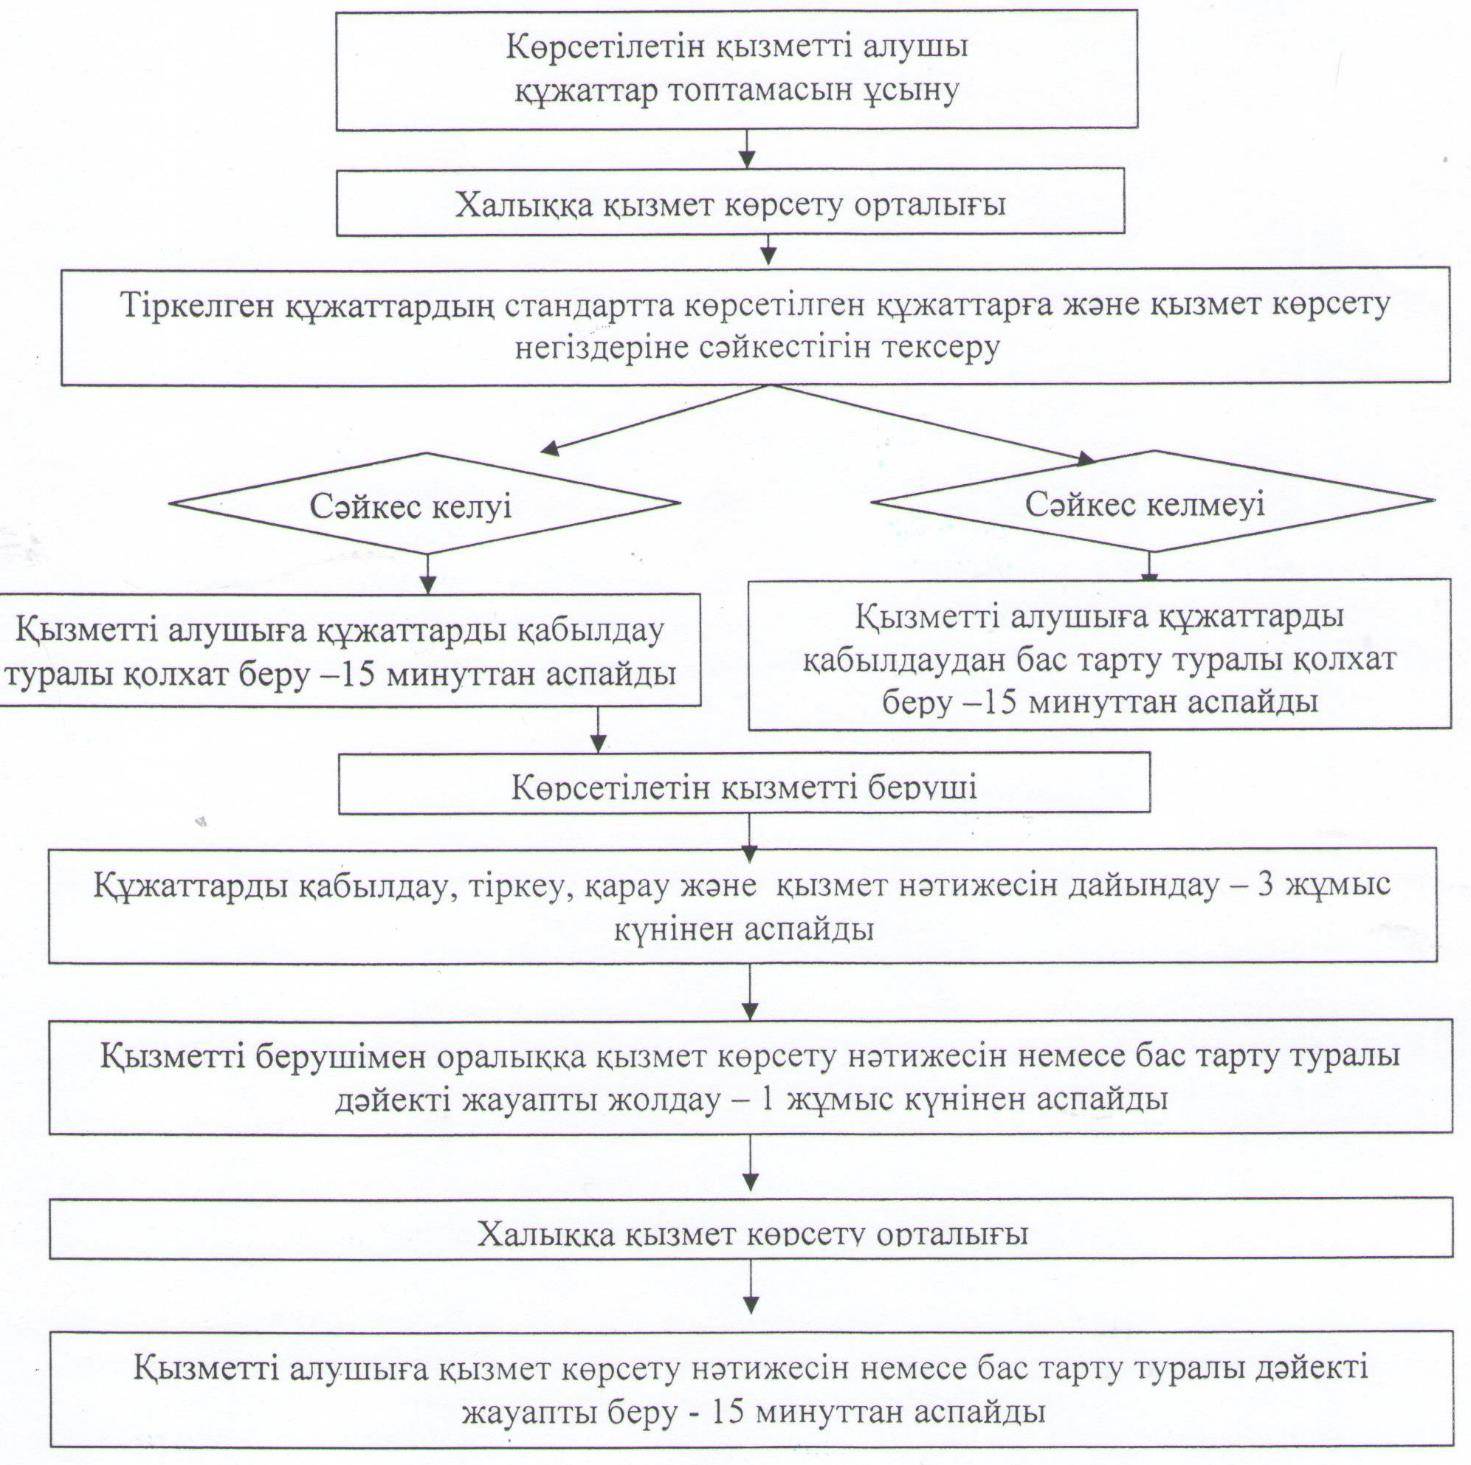 Көрсетілетін қызметті алушы
құжаттар топтамасын ұсыну
Халыққа қызмет көрсету орталығы
Тіркелген құжаттардың стандартта көрсетілген құжаттарға және қызмет көрсету
негіздеріне сәйкестігін тексеру
Сәйкес келуі
Сәйкес келмеуі
Қызметті алушыға құжаттарды қабылдау
туралы қолхат беру –15 минуттан аспайды
Қызметті алушыға құжаттарды
қабылдаудан бас тарту туралы қолхат
беру –15 минуттан аспайды
Көрсетілетін қызметті беруші
Құжаттарды қабылдау, тіркеу, қарау және қызмет нәтижесін дайындау – 3 жұмыс
күнінен аспайды
Қызметті берушімен оралыққа қызмет көрсету нәтижесін немесе бас тарту туралы
дәйекті жауапты жолдау – 1 жұмыс күнінен аспайды
Халыққа қызмет көрсету орталығы
Қызметті алушыға қызмет көрсету нәтижесін немесе бас тарту туралы дәйекті
жауапты беру - 15 минуттан аспайды